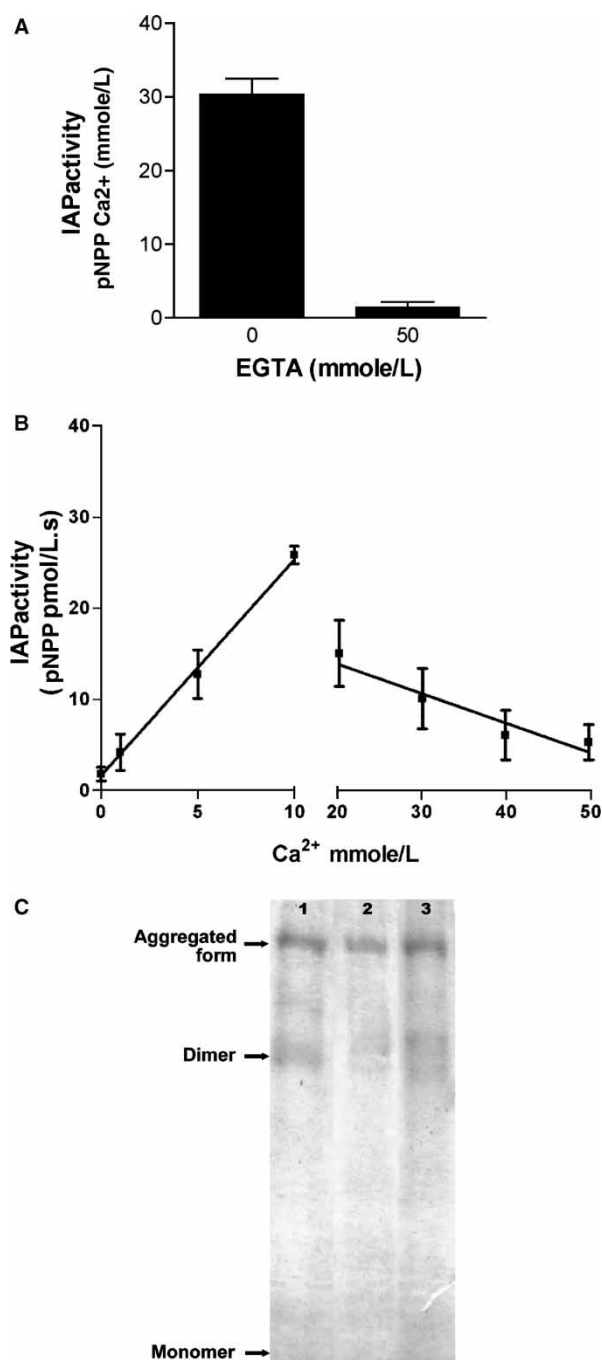 A
IAPactivity
pNPP Ca2+ (mmole/L)
40
30
20
10
0
0
50
EGTA (mmole/L)
B
IAPactivity
( pNPP pmol/L.s)
40
30
20
10
0
0
5
10
20
30
40
50
Ca²⁺ mmole/L
C
1
2
3
Aggregated
form
Dimer
Monomer